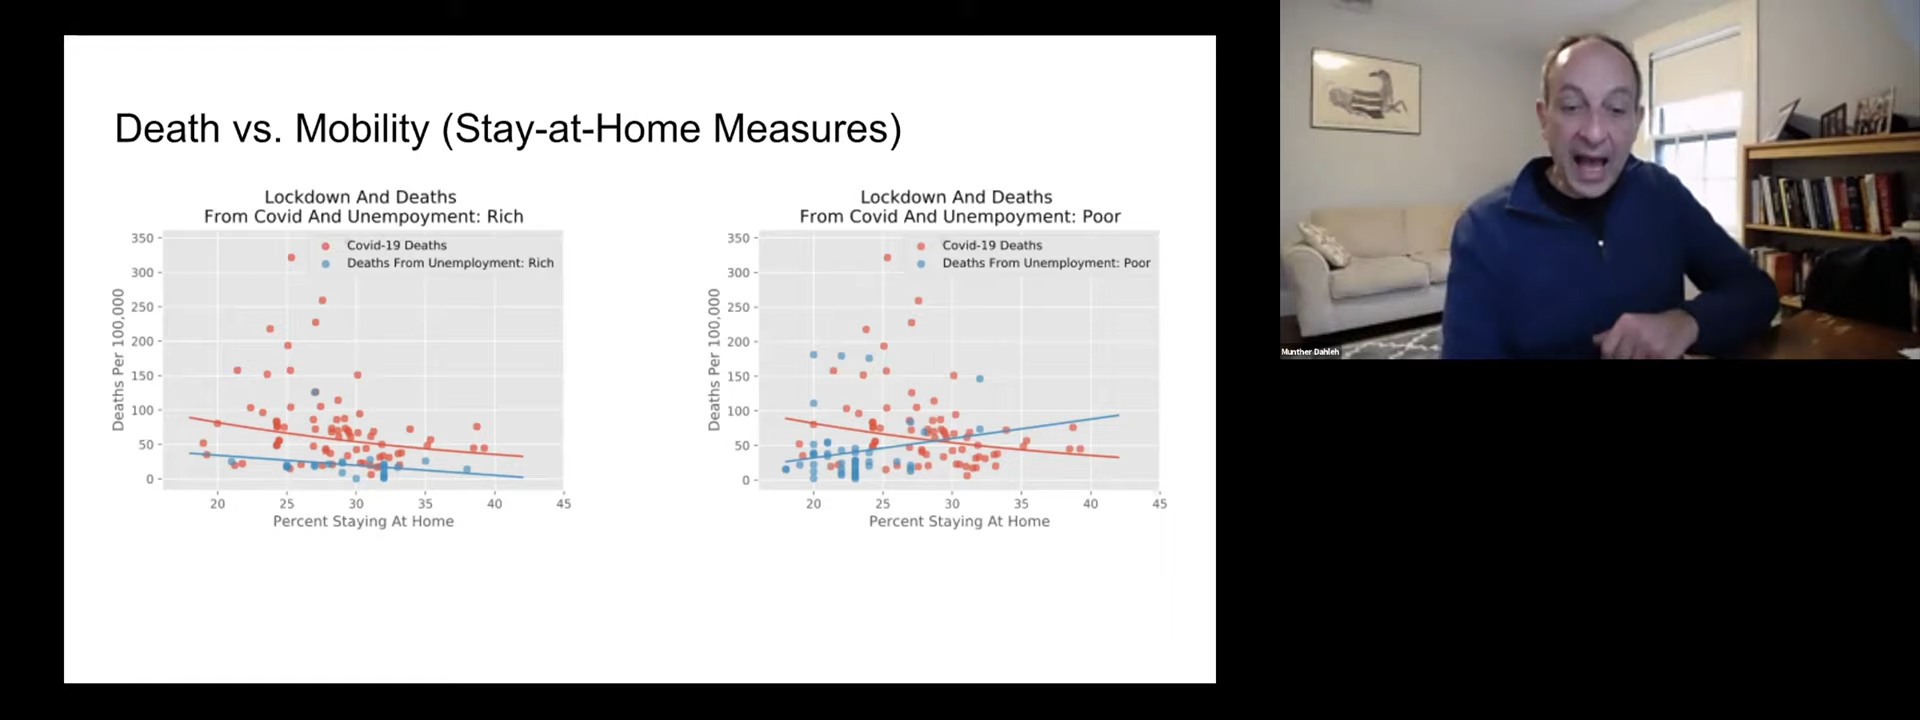 Death vs. Mobility (Stay-at-Home Measures)
Lockdown And Deaths
From Covid And Unempoyment: Rich
Covid-19 Deaths
Deaths From Unemployment: Rich
350
300
250
200
150
100
50
0
Deaths Per 100,000
20 25 30 35 40 45
Percent Staying At Home
Lockdown And Deaths
From Covid And Unempoyment: Poor
Covid-19 Deaths
Deaths From Unemployment: Poor
350
300
250
200
150
100
50
0
Deaths Per 100,000
20 25 30 35 40 45
Percent Staying At Home
Munther Dahleh